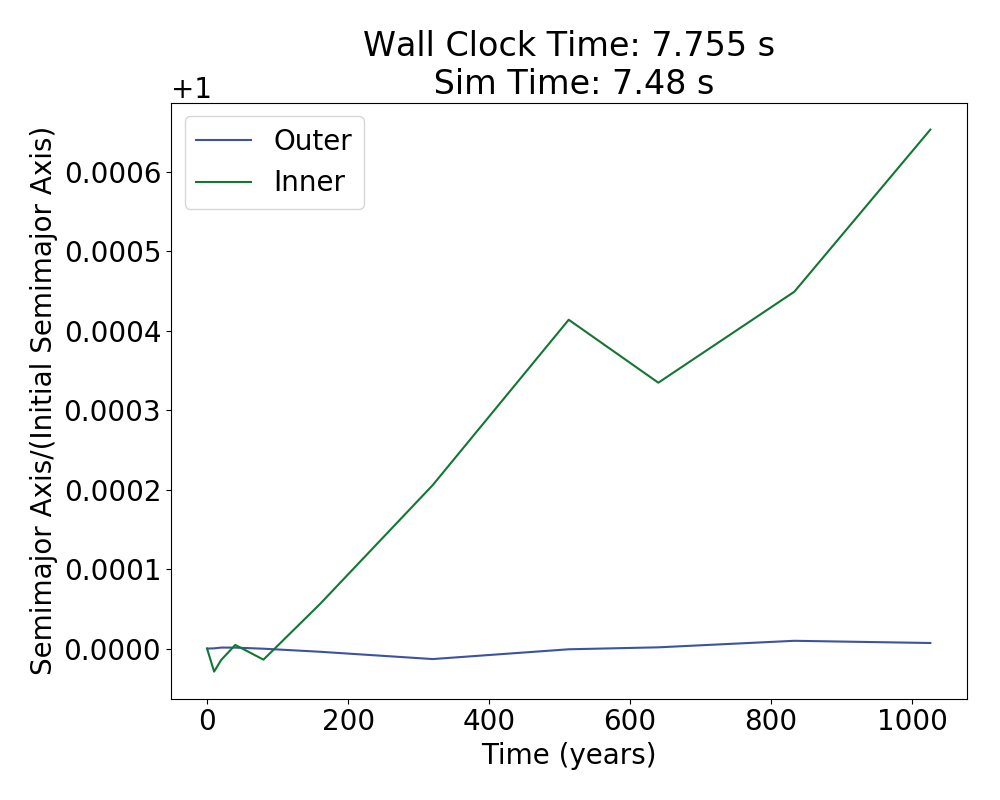 Wall Clock Time: 7.755 s
Sim Time: 7.48 s
+1
Outer
Inner
Semimajor Axis/(Initial Semimajor Axis)
0.0006
0.0005
0.0004
0.0003
0.0002
0.0001
0.0000
0 200 400 600 800 1000
Time (years)